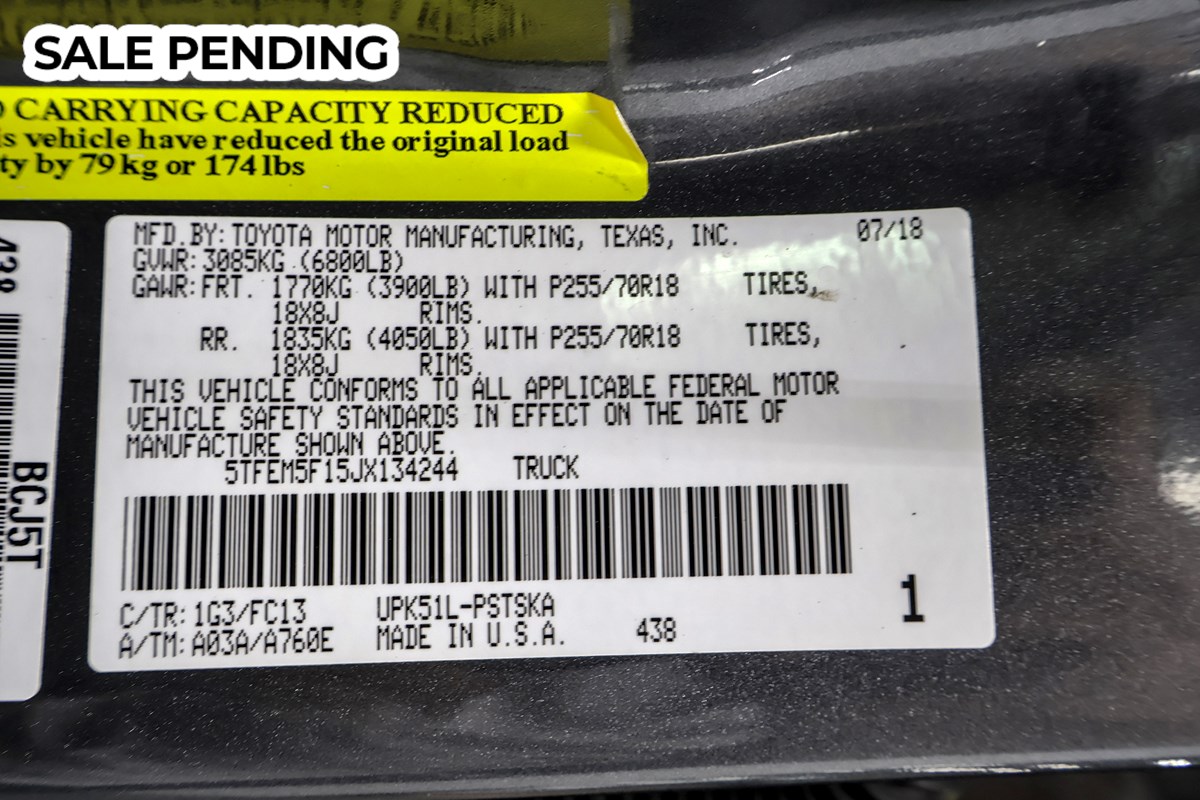 SALE PENDING
CARRYING CAPACITY REDUCED
is vehicle have reduced the original load
ty by 79 kg or 174 lbs
MFD. BY: TOYOTA MOTOR MANUFACTURING, TEXAS, INC. 07/18
GVWR: 3085KG (6800LB)
GAWR: FRT. 1770KG (3900LB) WITH P255/70R18 TIRES,
18X8J RIMS.
RR. 1835KG (4050LB) WITH P255/70R18 TIRES,
18X8J RIMS.
THIS VEHICLE CONFORMS TO ALL APPLICABLE FEDERAL MOTOR
VEHICLE SAFETY STANDARDS IN EFFECT ON THE DATE OF
MANUFACTURE SHOWN ABOVE.
5TFEM5F15JX134244 TRUCK
C/TR: 1G3/FC13 UPK51L-PSTSKA
A/TM: A03A/A760E MADE IN U.S.A. 438
1
438
BCJ5T